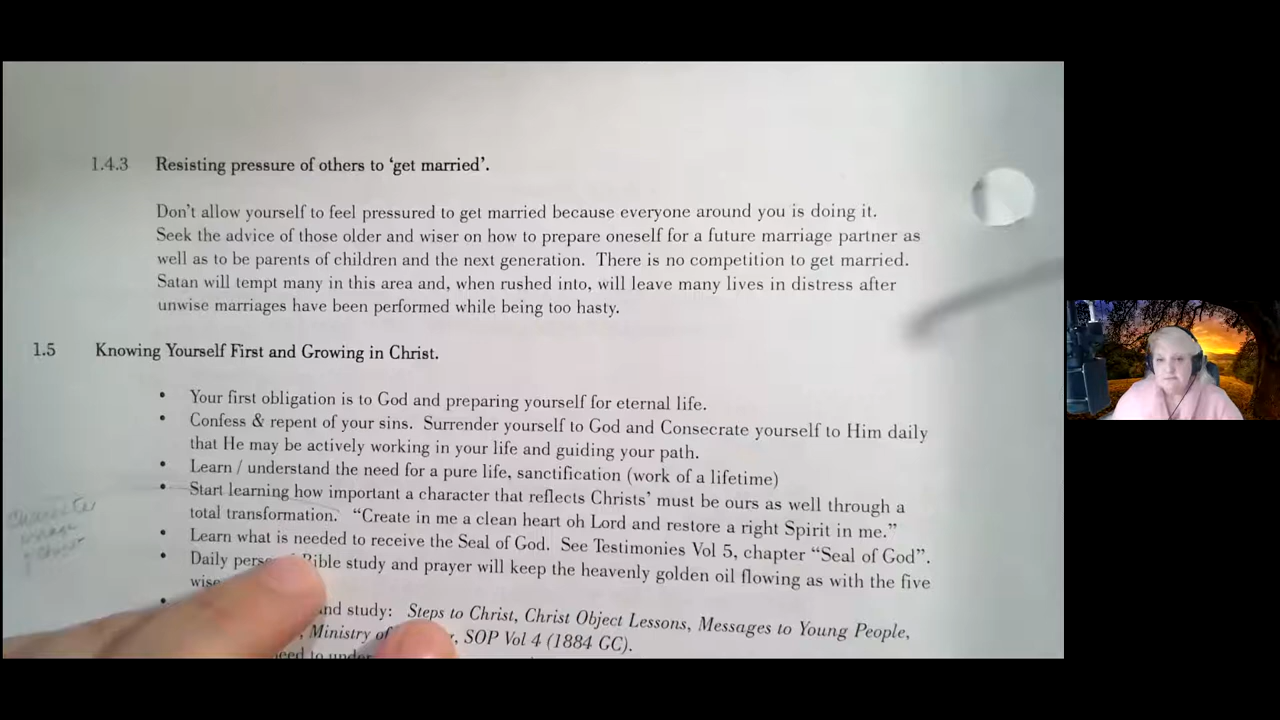 1.4.3 Resisting pressure of others to ‘get married’.
Don’t allow yourself to feel pressured to get married because everyone around you is doing it.
Seek the advice of those older and wiser on how to prepare oneself for a future marriage partner as
well as to be parents of children and the next generation. There is no competition to get married.
Satan will tempt many in this area and, when rushed into, will leave many lives in distress after
unwise marriages have been performed while being too hasty.
1.5 Knowing Yourself First and Growing in Christ.
• Your first obligation is to God and preparing yourself for eternal life.
• Confess & repent of your sins. Surrender yourself to God and Consecrate yourself to Him daily
that He may be actively working in your life and guiding your path.
• Learn / understand the need for a pure life, sanctification (work of a lifetime)
• Start learning how important a character that reflects Christs’ must be ours as well through a
total transformation. “Create in me a clean heart oh Lord and restore a right Spirit in me.”
• Learn what is needed to receive the Seal of God. See Testimonies Vol 5, chapter “Seal of God”.
• Daily Bible study and prayer will keep the heavenly golden oil flowing as with the five
wise
• and study: Steps to Christ, Christ Object Lessons, Messages to Young People,
Ministry of SOP Vol 4 (1884 GC).
need to